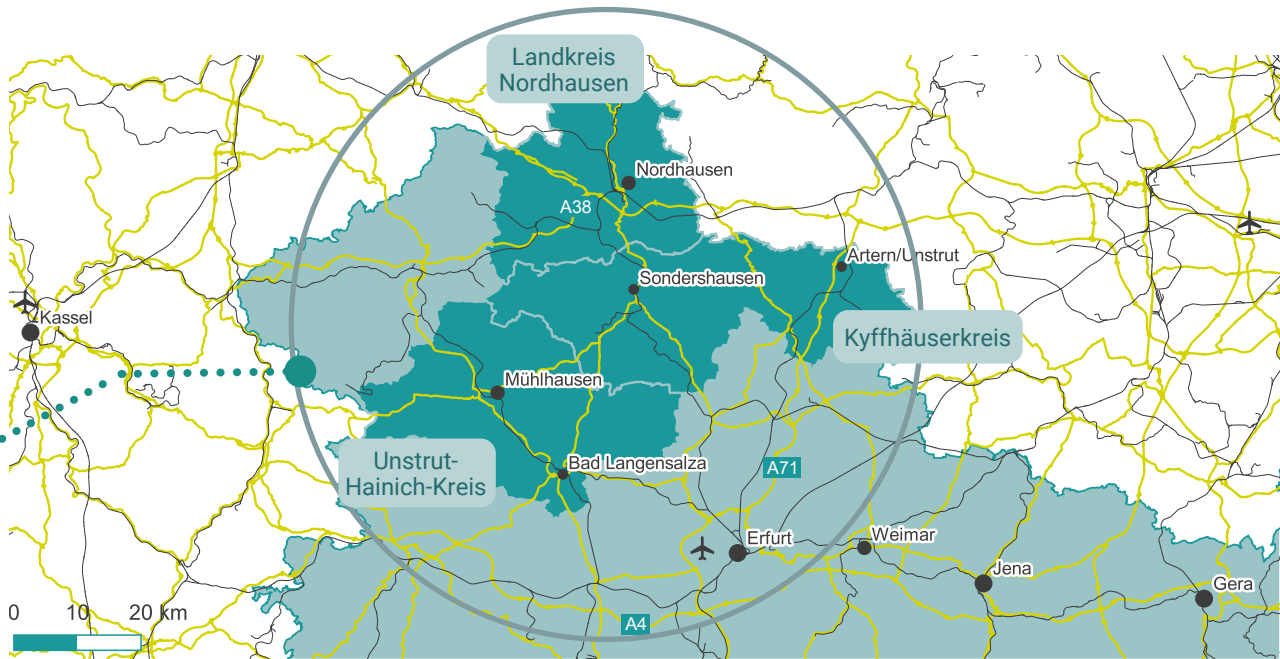 Landkreis
Nordhausen
Nordhausen
A38
Artern/Unstrut
Sondershausen
Kassel
Kyffhäuserkreis
Mühlhausen
Unstrut-
Hainich-Kreis
Bad Langensalza
A71
Erfurt
Weimar
Jena
Gera
0 10 20 km
A4